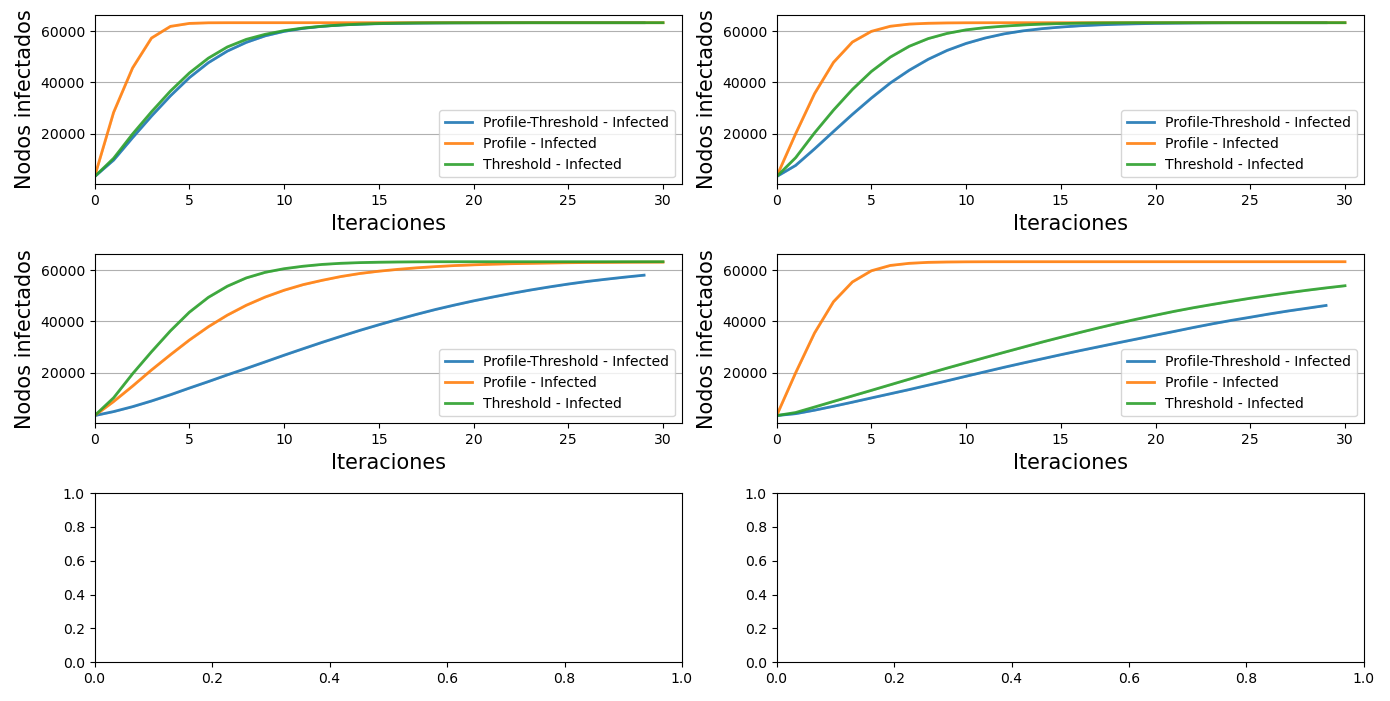 Nodos infectados
60000
40000
20000
Profile-Threshold - Infected
Profile - Infected
Threshold - Infected
0 5 10 15 20 25 30
Iteraciones
Nodos infectados
60000
40000
20000
Profile-Threshold - Infected
Profile - Infected
Threshold - Infected
0 5 10 15 20 25 30
Iteraciones
Nodos infectados
60000
40000
20000
Profile-Threshold - Infected
Profile - Infected
Threshold - Infected
0 5 10 15 20 25 30
Iteraciones
Nodos infectados
60000
40000
20000
Profile-Threshold - Infected
Profile - Infected
Threshold - Infected
0 5 10 15 20 25 30
Iteraciones
1.0
0.8
0.6
0.4
0.2
0.0
0.0 0.2 0.4 0.6 0.8 1.0
1.0
0.8
0.6
0.4
0.2
0.0
0.0 0.2 0.4 0.6 0.8 1.0